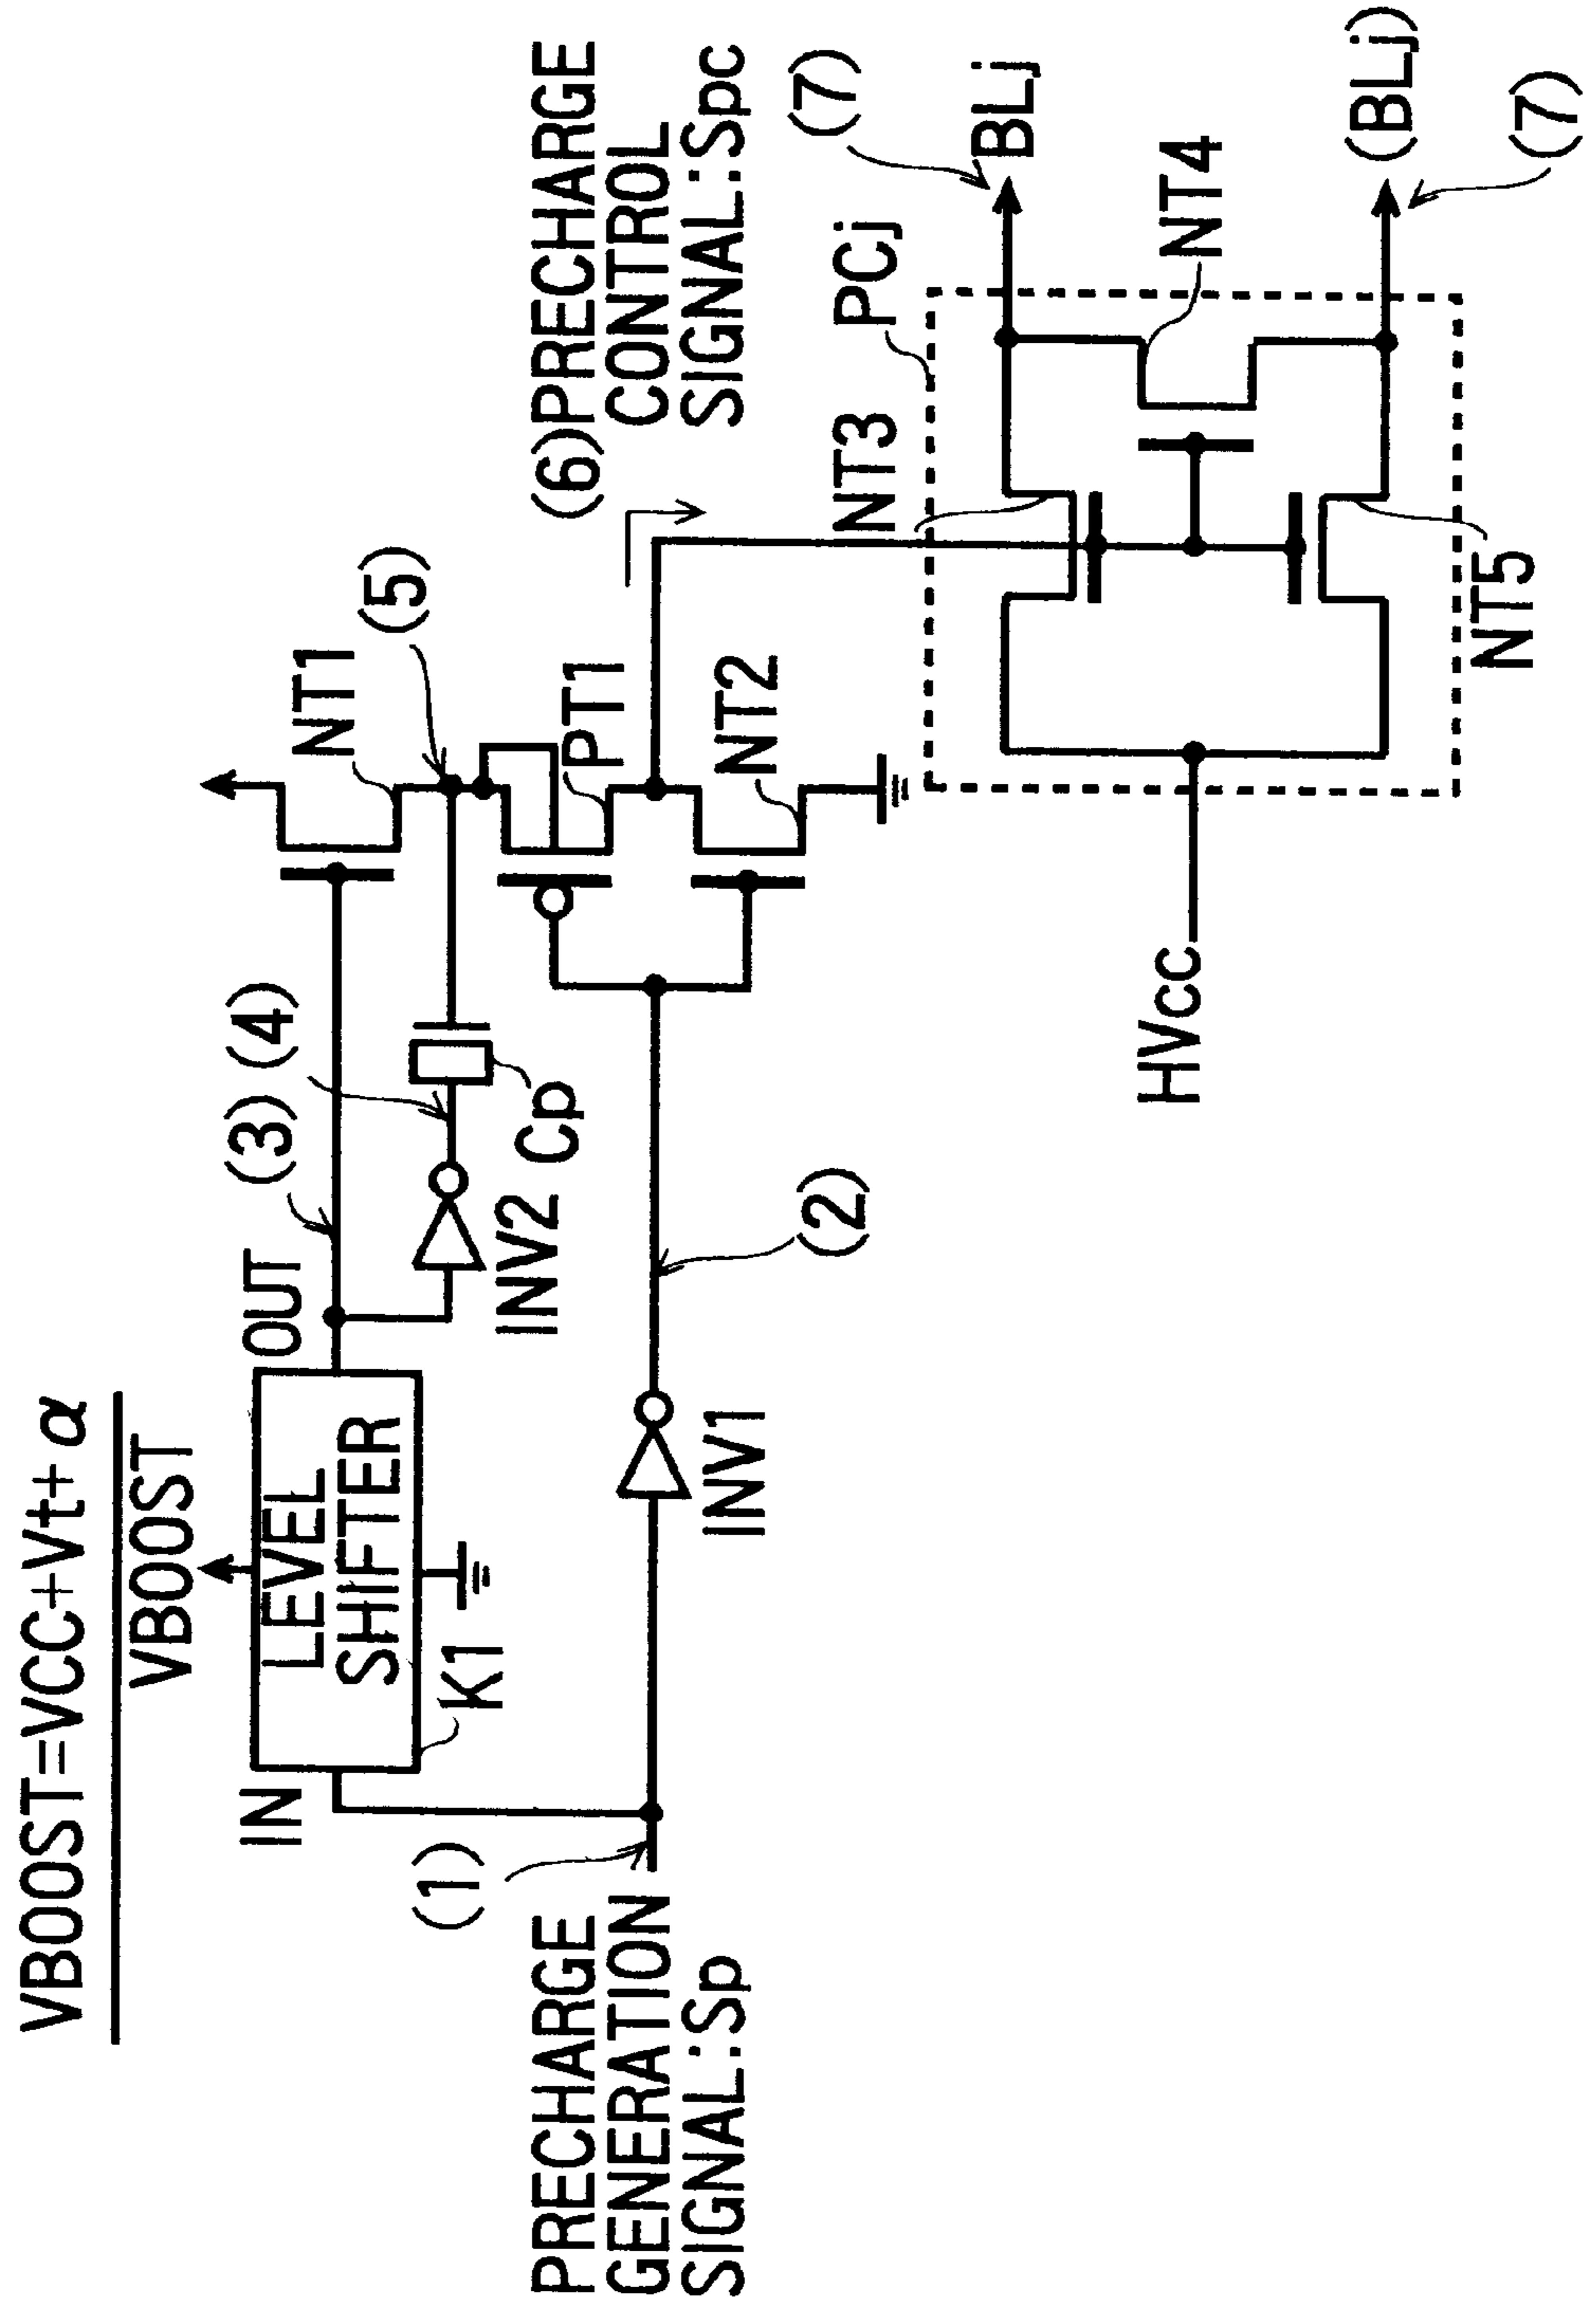 VBOOST=VCC+Vt+α
VBOOST
IN
LEVEL
SHIFTER
OUT
K1
(3)
(4)
NT1
(5)
INV2
Cp
PT1
NT2
(6)PRECHARGE
CONTROL
SIGNAL:Spc
(1)
PRECHARGE
GENERATION
SIGNAL:Sp
INV1
(2)
NT3
PCj
(7)
BLj
HVcc
NT4
(BLj)
NT5
(7)